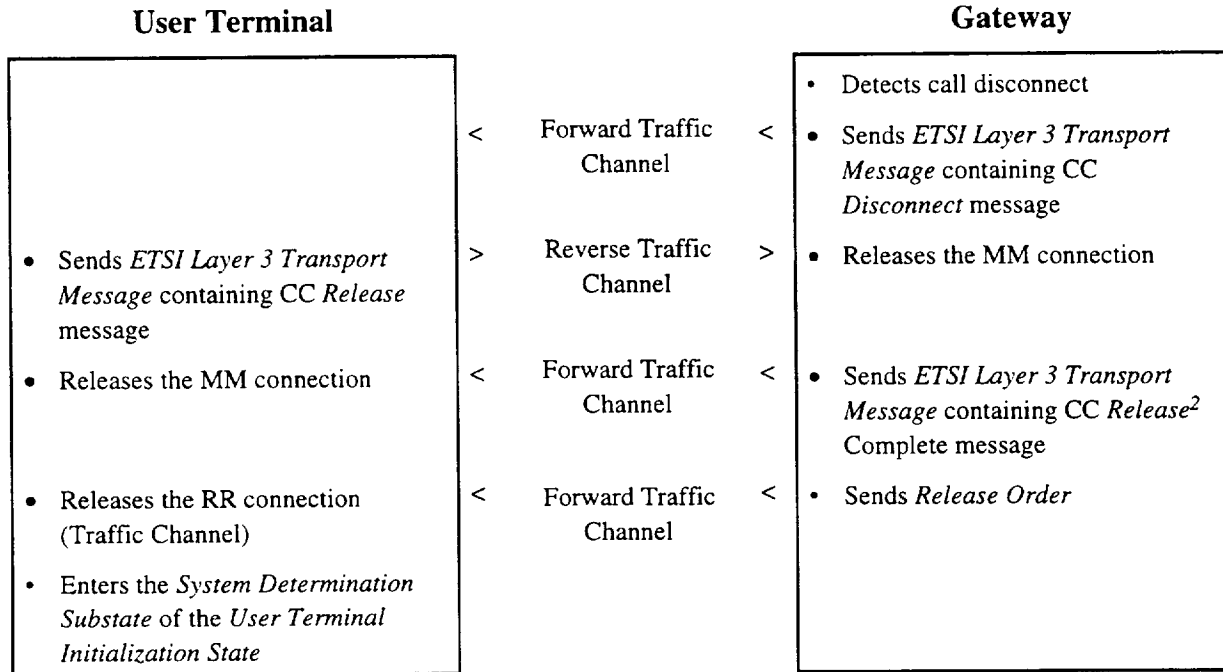 User Terminal
Gateway
• Detects call disconnect
< Forward Traffic <
Channel
• Sends ETSI Layer 3 Transport
Message containing CC
Disconnect message
• Sends ETSI Layer 3 Transport
Message containing CC Release
message
> Reverse Traffic >
Channel
• Releases the MM connection
• Releases the MM connection
< Forward Traffic <
Channel
• Sends ETSI Layer 3 Transport
Message containing CC Release2
Complete message
• Releases the RR connection
(Traffic Channel)
< Forward Traffic <
Channel
• Sends Release Order
• Enters the System Determination
Substate of the User Terminal
Initialization State